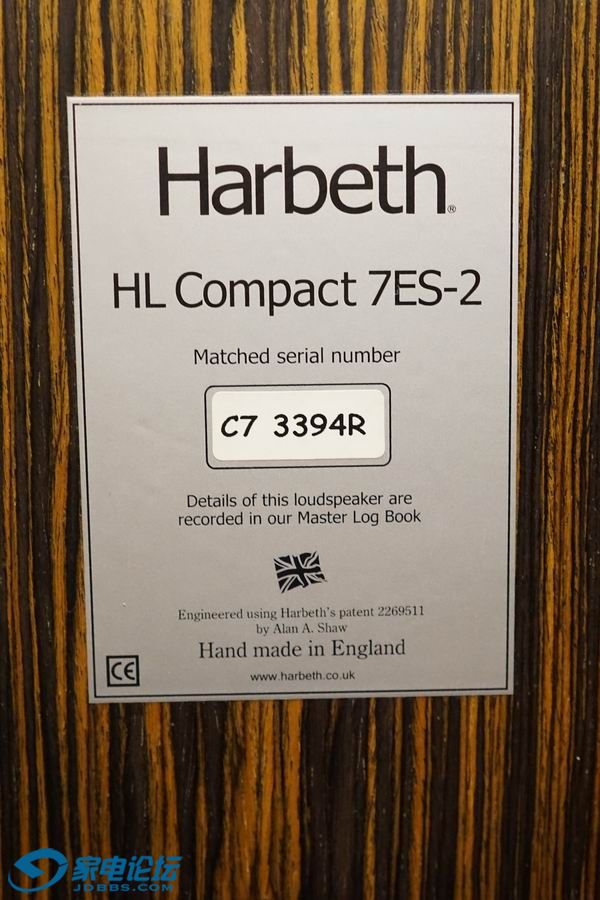 Harbeth®
HL Compact 7ES-2
Matched serial number
C7 3394R
Details of this loudspeaker are
recorded in our Master Log Book
Engineered using Harbeth's patent 2269511
by Alan A. Shaw
Hand made in England
CE
www.harbeth.co.uk
家电论坛
JDBBS.COM